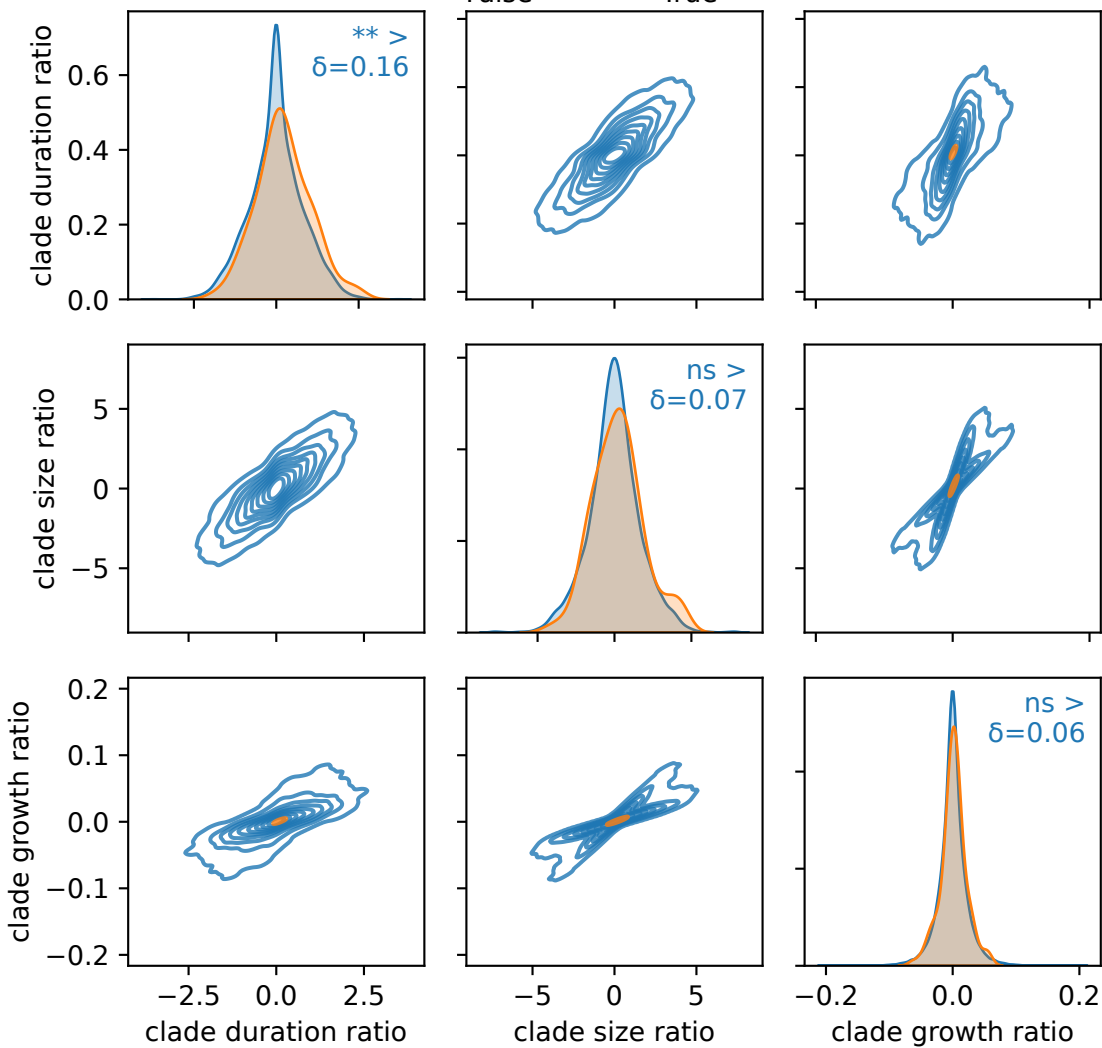 False True
clade duration ratio
0.6
0.4
0.2
0.0
** >
δ=0.16
clade size ratio
5
0
−5
ns >
δ=0.07
clade growth ratio
0.2
0.1
0.0
−0.1
−0.2
ns >
δ=0.06
−2.5 0.0 2.5
−5 0 5
−0.2 0.0 0.2
clade duration ratio
clade size ratio
clade growth ratio